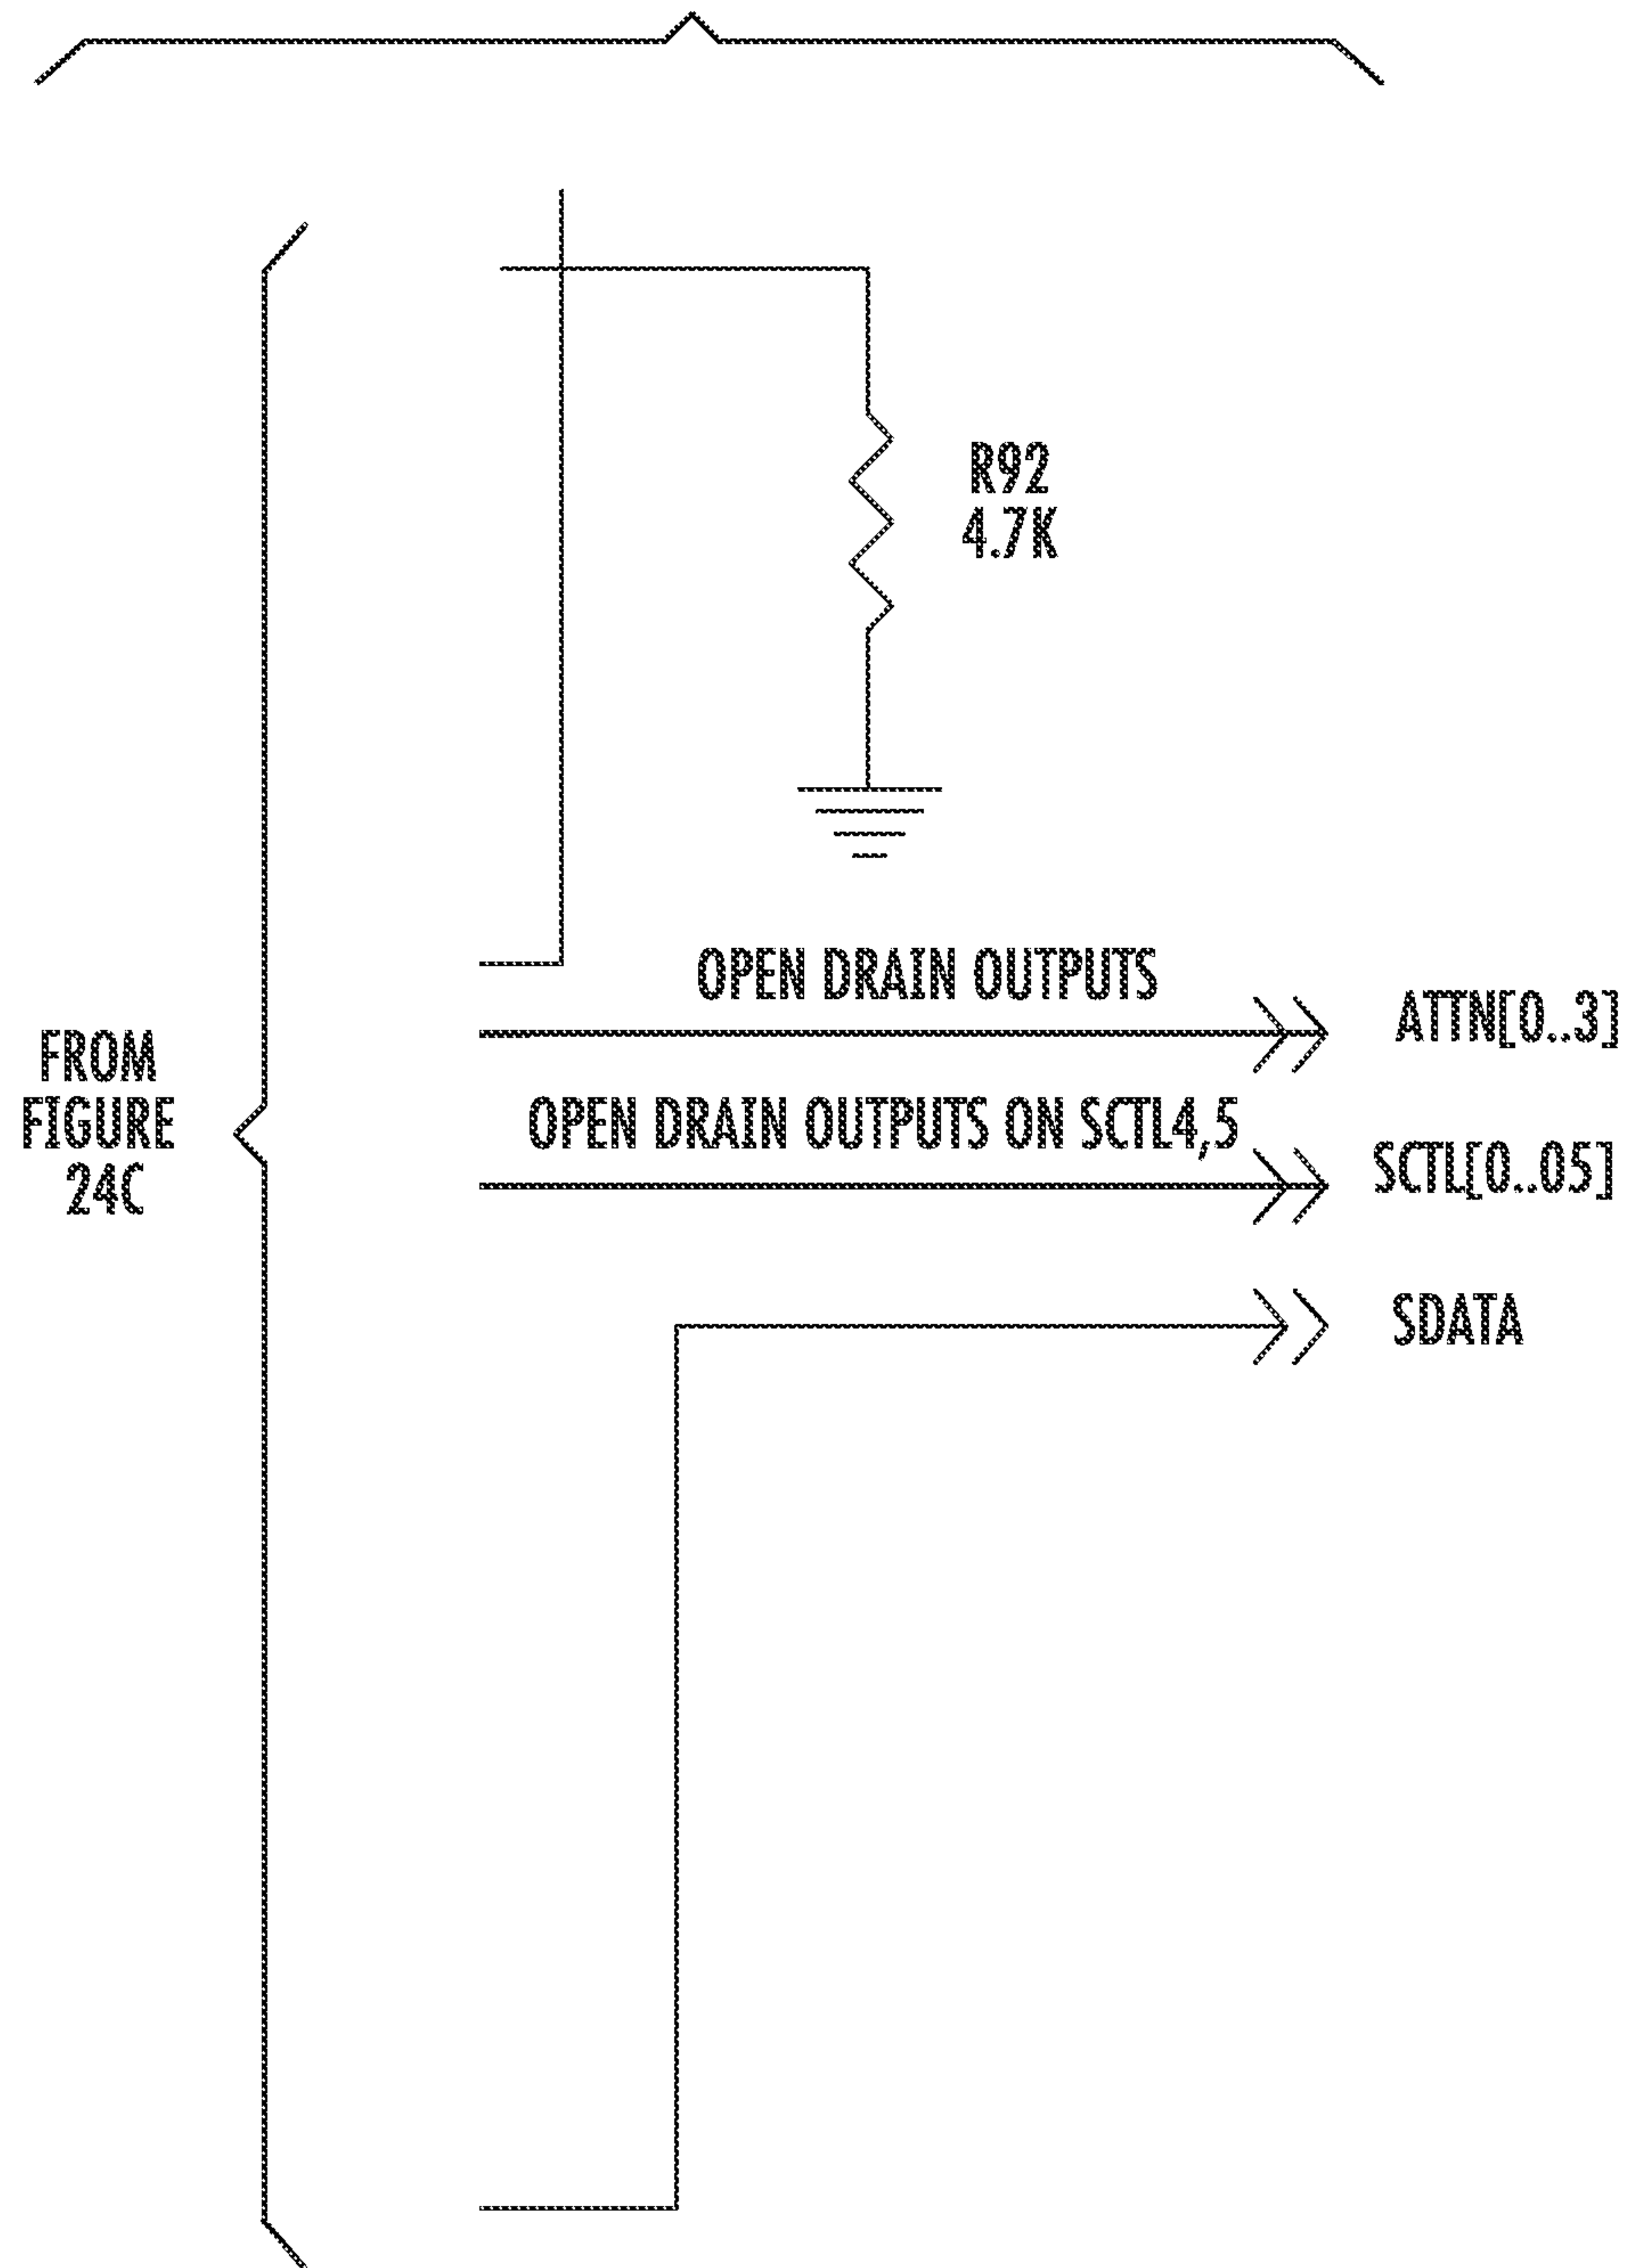 R92
4.7K
OPEN DRAIN OUTPUTS
ATTN[0..3]
FROM
FIGURE
24C
OPEN DRAIN OUTPUTS ON SCTL4,5
SCTL[0..05]
SDATA